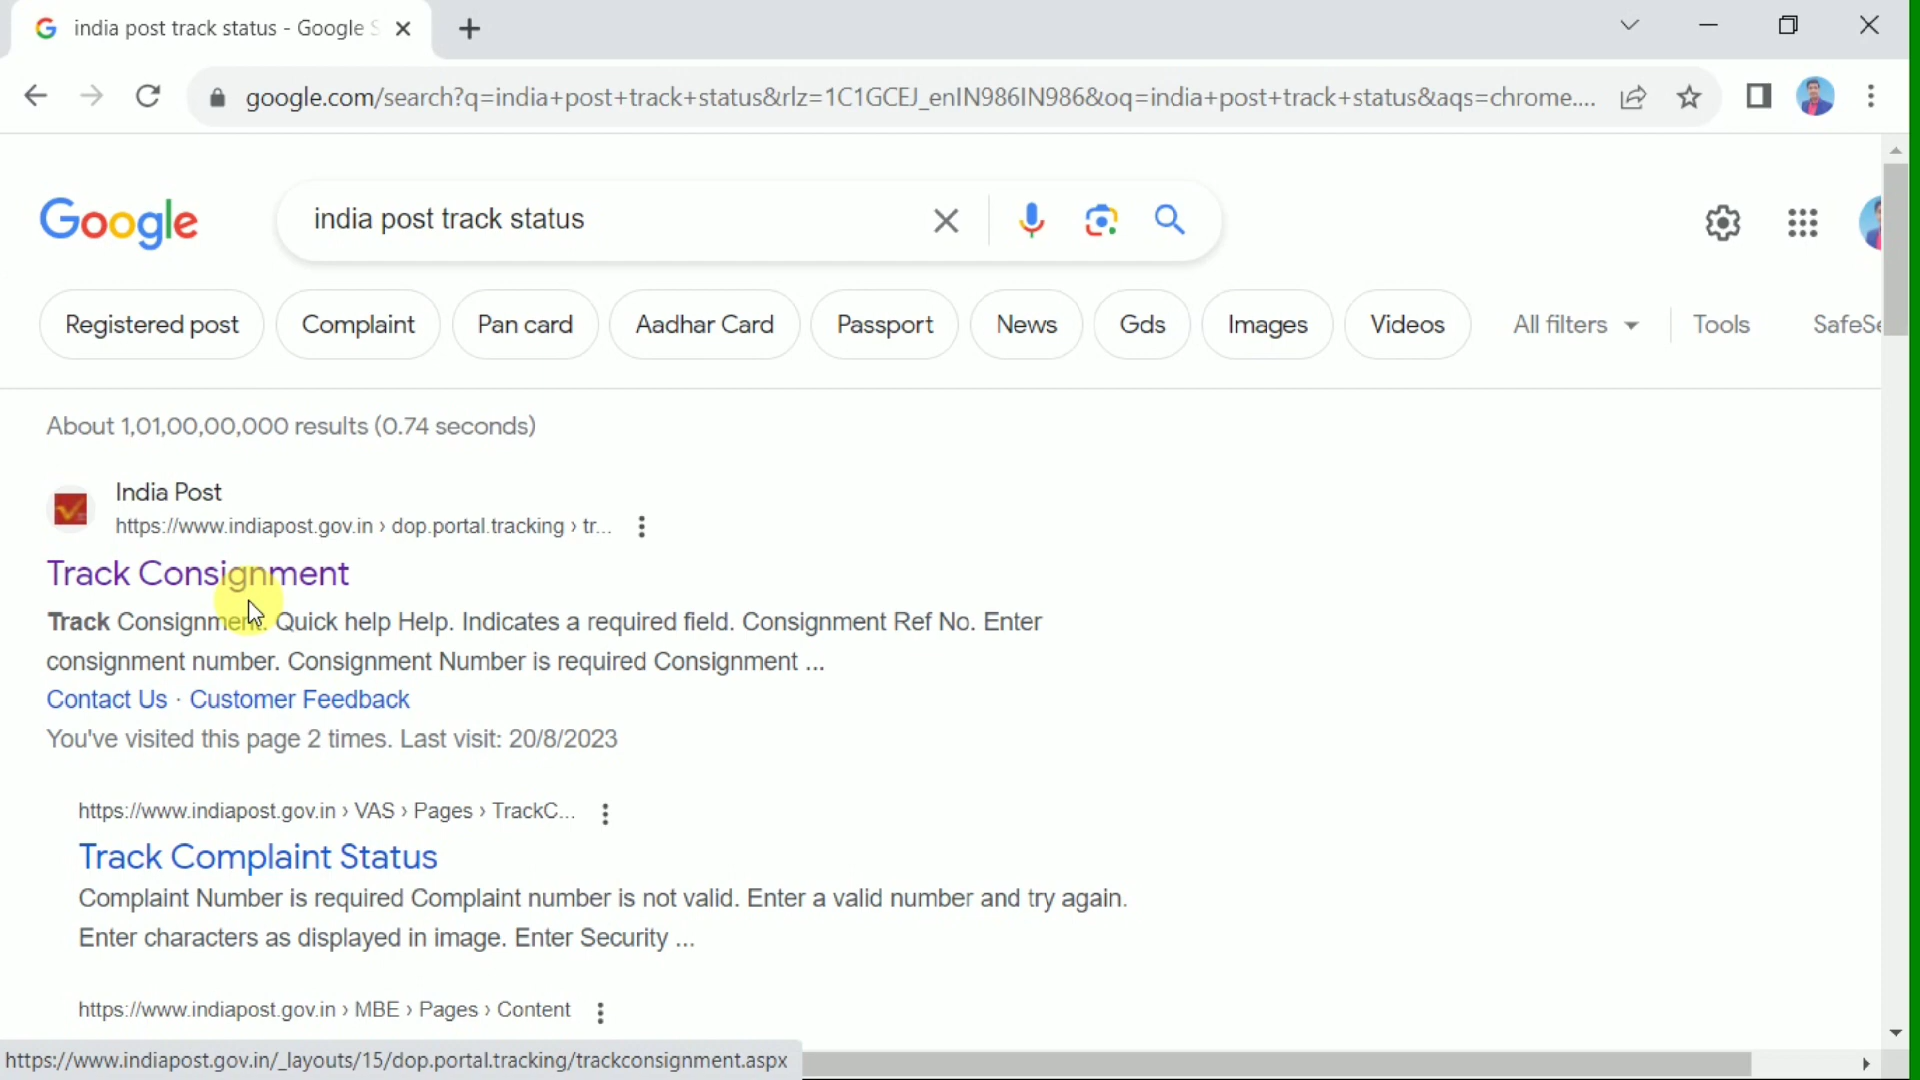 india post track status - Google S
google.com/search?q=india+post+track+status&rlz=1C1GCEJ_enIN986IN986&oq=india+post+track+status&aqs=chrome....
Google
india post track status
Registered post
Complaint
Pan card
Aadhar Card
Passport
News
Gds
Images
Videos
All filters
Tools
SafeSe
About 1,01,00,00,000 results (0.74 seconds)
India Post
https://www.indiapost.gov.in › dop.portal.tracking › tr...
Track Consignment
Track Consignment. Quick help Help. Indicates a required field. Consignment Ref No. Enter
consignment number. Consignment Number is required Consignment ...
Contact Us · Customer Feedback
You've visited this page 2 times. Last visit: 20/8/2023
https://www.indiapost.gov.in › VAS › Pages › TrackC...
Track Complaint Status
Complaint Number is required Complaint number is not valid. Enter a valid number and try again.
Enter characters as displayed in image. Enter Security ...
https://www.indiapost.gov.in › MBE › Pages › Content
https://www.indiapost.gov.in/_layouts/15/dop.portal.tracking/trackconsignment.aspx